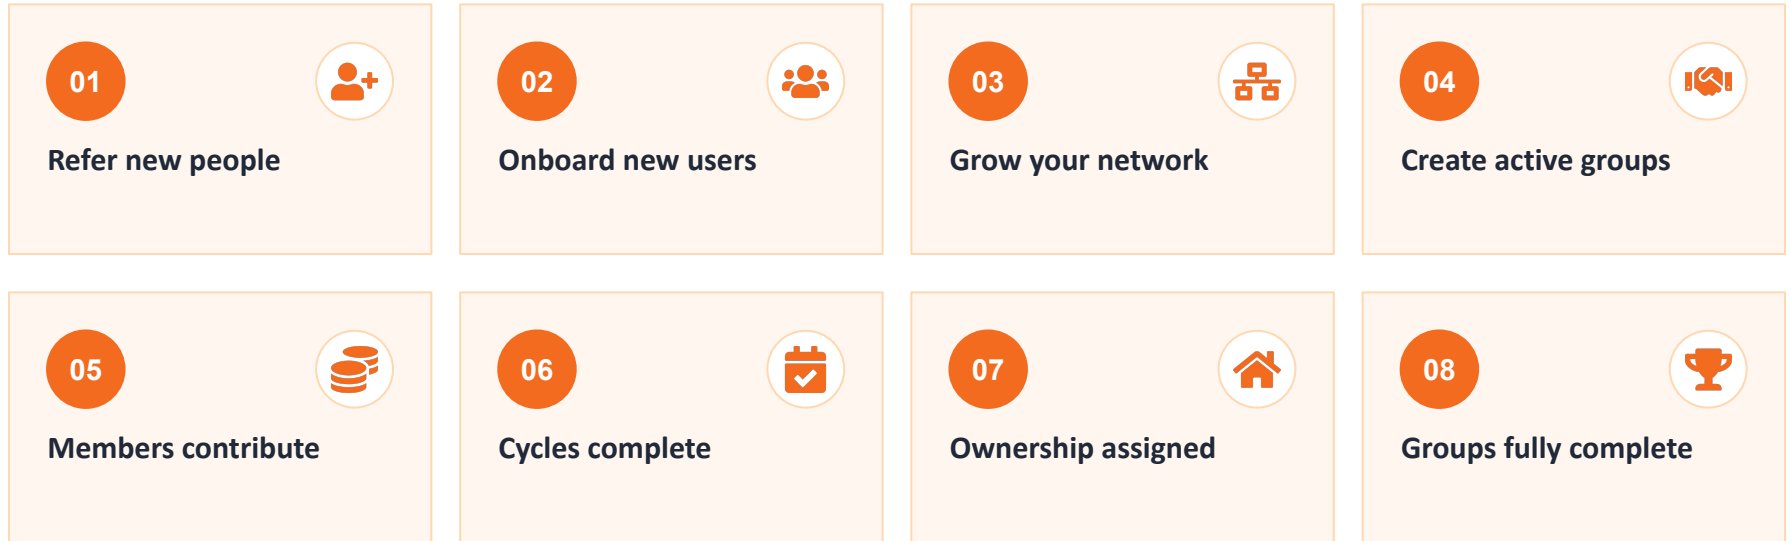 01
Refer new people
02
Onboard new users
03
Grow your network
04
Create active groups
05
Members contribute
06
Cycles complete
07
Ownership assigned
08
Groups fully complete